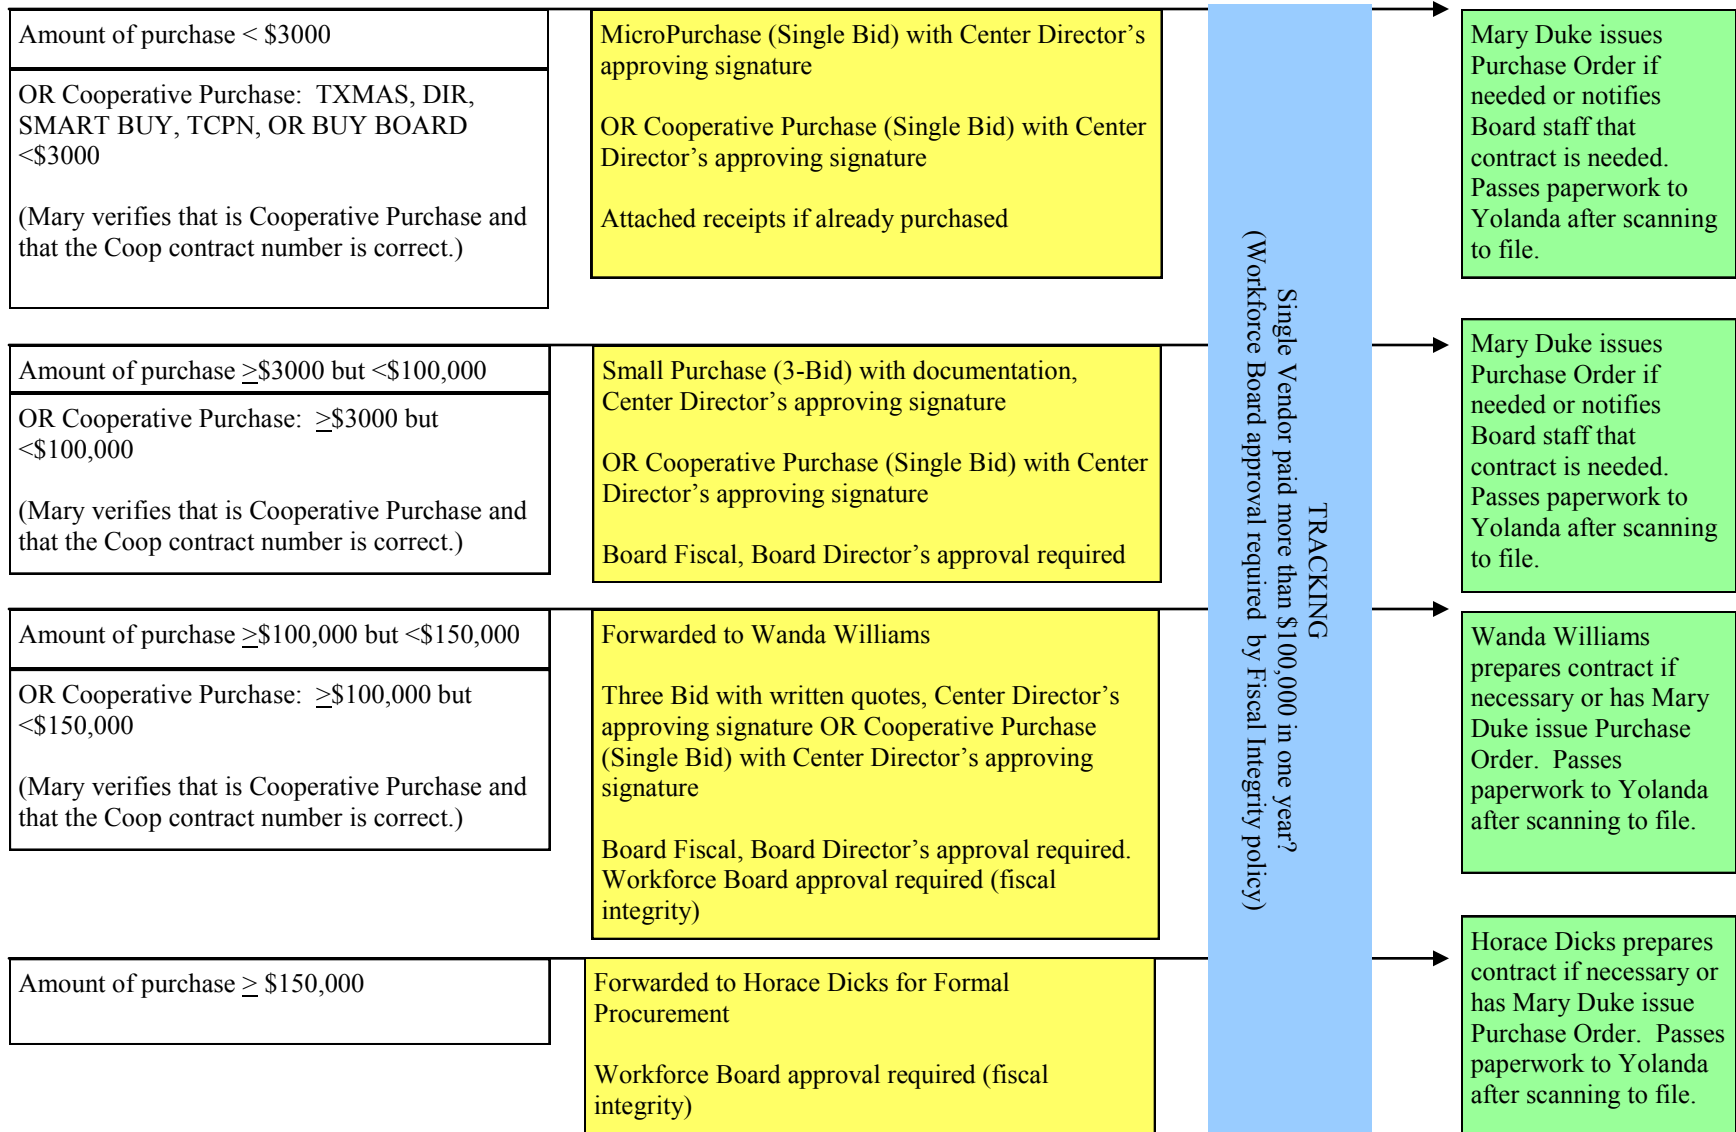 Amount of purchase < $3000
OR Cooperative Purchase:  TXMAS, DIR,
SMART BUY, TCPN, OR BUY BOARD
<$3000
(Mary verifies that is Cooperative Purchase and
that the Coop contract number is correct.)
MicroPurchase (Single Bid) with Center Director’s
approving signature
OR Cooperative Purchase (Single Bid) with Center
Director’s approving signature
Attached receipts if already purchased
Mary Duke issues
Purchase Order if
needed or notifies
Board staff that
contract is needed.
Passes paperwork to
Yolanda after scanning
to file.
Amount of purchase >$3000 but <$100,000
OR Cooperative Purchase:  >$3000 but
<$100,000
(Mary verifies that is Cooperative Purchase and
that the Coop contract number is correct.)
Small Purchase (3-Bid) with documentation,
Center Director’s approving signature
OR Cooperative Purchase (Single Bid) with Center
Director’s approving signature
Board Fiscal, Board Director’s approval required
Mary Duke issues
Purchase Order if
needed or notifies
Board staff that
contract is needed.
Passes paperwork to
Yolanda after scanning
to file.
Amount of purchase >$100,000 but <$150,000
OR Cooperative Purchase:  >$100,000 but
<$150,000
(Mary verifies that is Cooperative Purchase and
that the Coop contract number is correct.)
Forwarded to Wanda Williams
Three Bid with written quotes, Center Director’s
approving signature OR Cooperative Purchase
(Single Bid) with Center Director’s approving
signature
Board Fiscal, Board Director’s approval required.
Workforce Board approval required (fiscal
integrity)
Wanda Williams
prepares contract if
necessary or has Mary
Duke issue Purchase
Order.  Passes
paperwork to Yolanda
after scanning to file.
Amount of purchase > $150,000
Forwarded to Horace Dicks for Formal
Procurement
Workforce Board approval required (fiscal
integrity)
Horace Dicks prepares
contract if necessary or
has Mary Duke issue
Purchase Order.  Passes
paperwork to Yolanda
after scanning to file.
TRACKING
Single Vendor paid more than $100,000 in one year?
(Workforce Board approval required  by Fiscal Integrity policy)